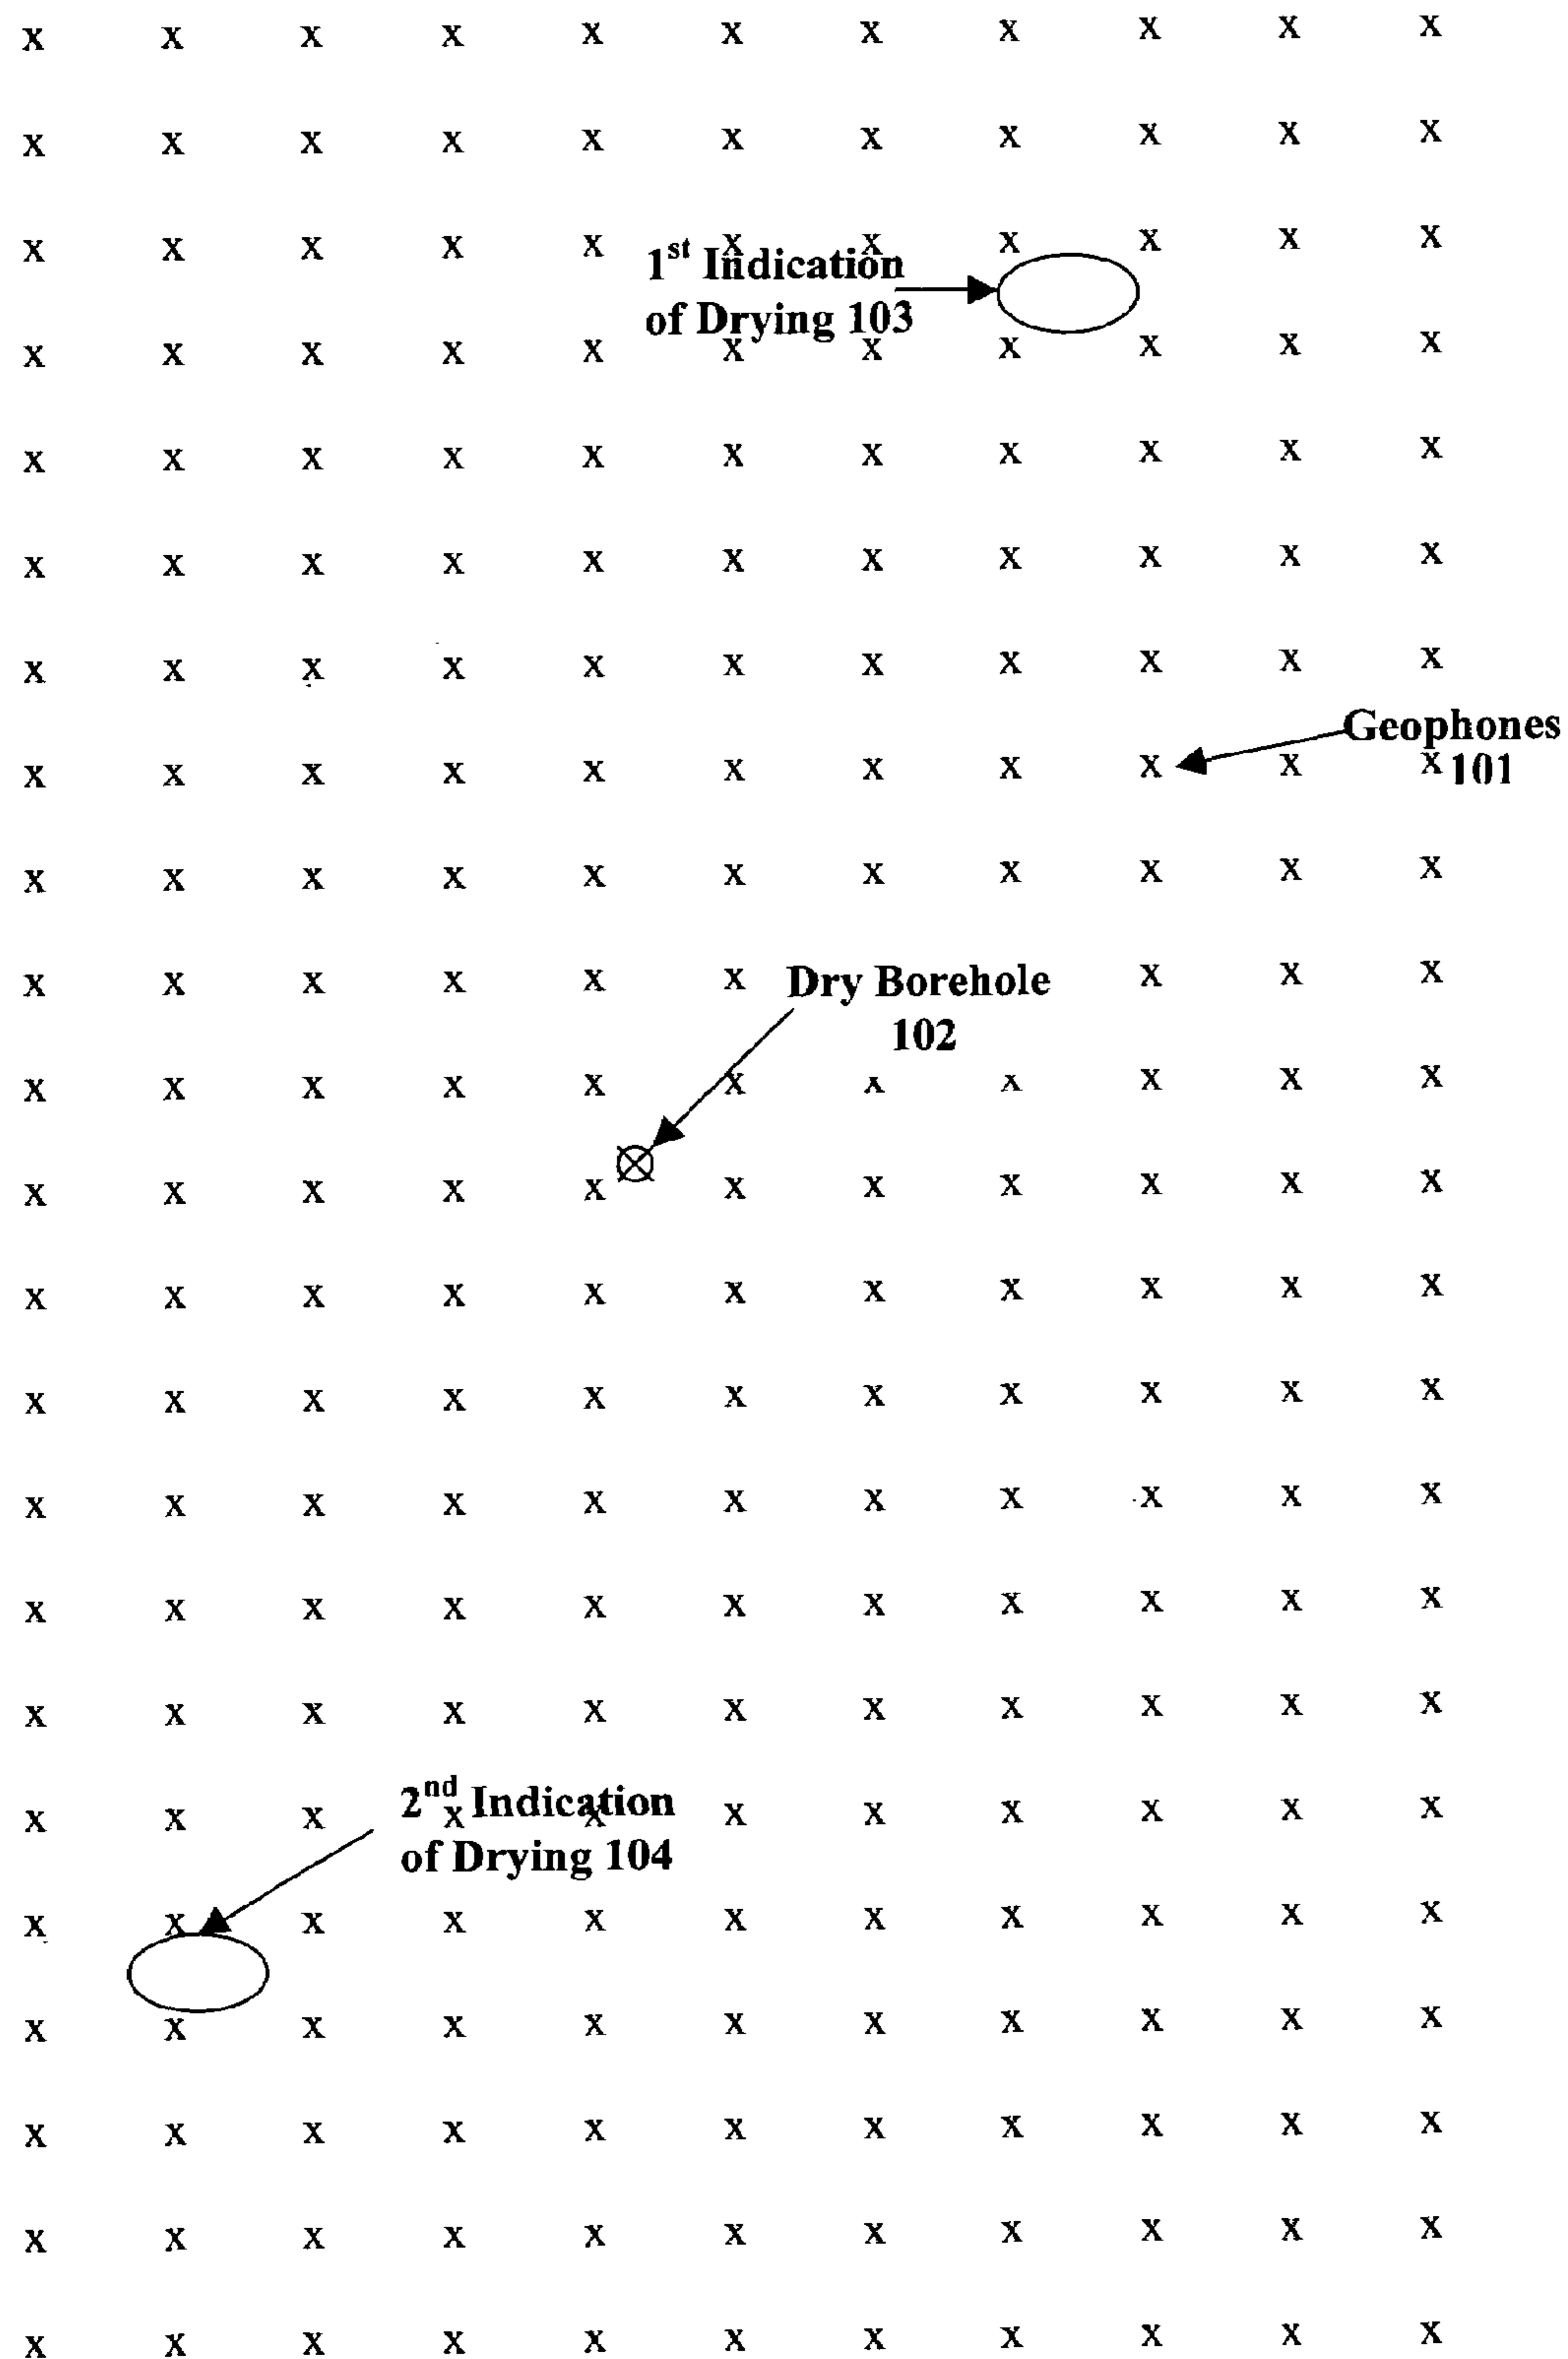 1st Indication
of Drying 103
Geophones
101
Dry Borehole
102
2nd Indication
of Drying 104